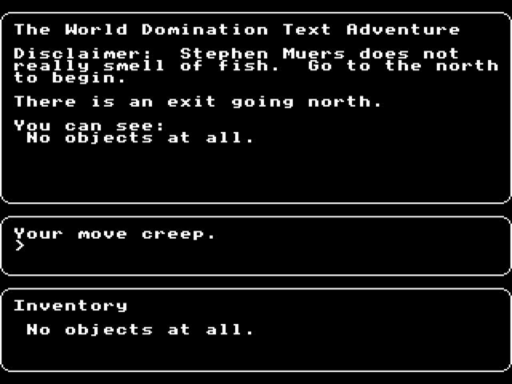 The World Domination Text Adventure
Disclaimer:  Stephen Muers does not
really smell of fish.  Go to the north
to begin.
There is an exit going north.
You can see:
No objects at all.
Your move creep.
>
Inventory
No objects at all.